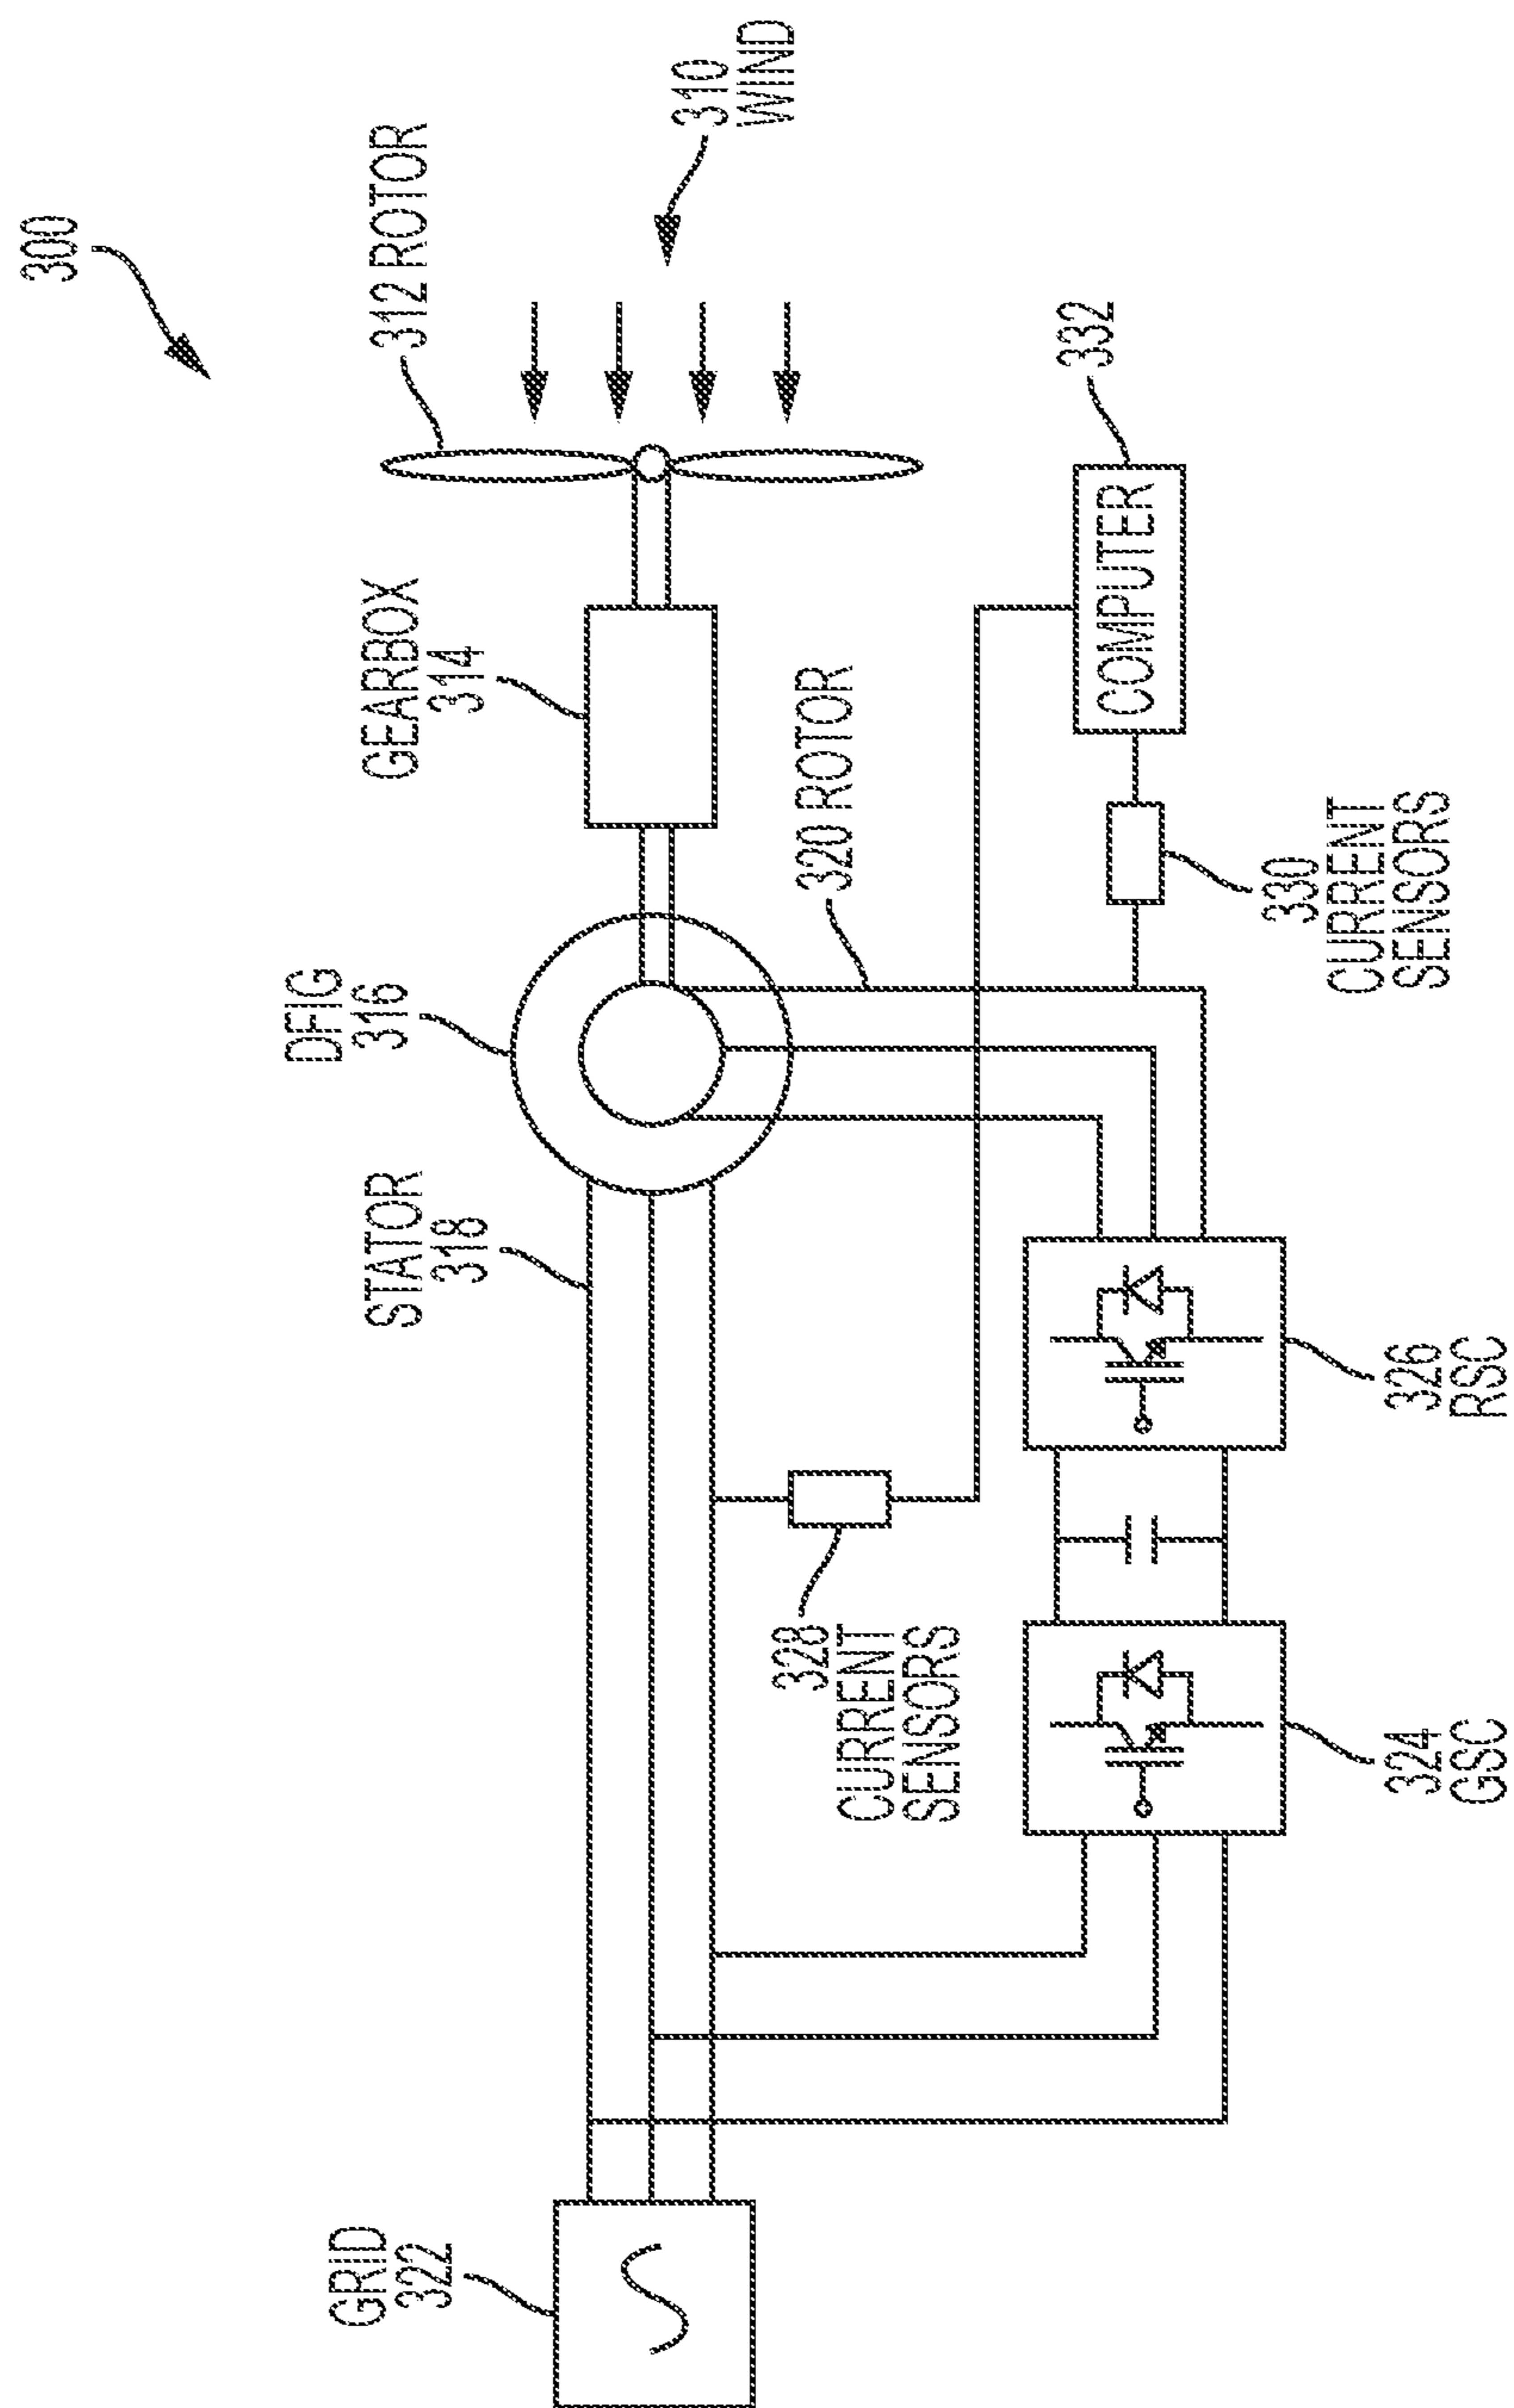 300
310
WIND
312 ROTOR
GEARBOX
314
DFIG
316
320 ROTOR
332
COMPUTER
330
CURRENT
SENSORS
STATOR
318
328
CURRENT
SENSORS
326
RSC
324
GSC
GRID
322